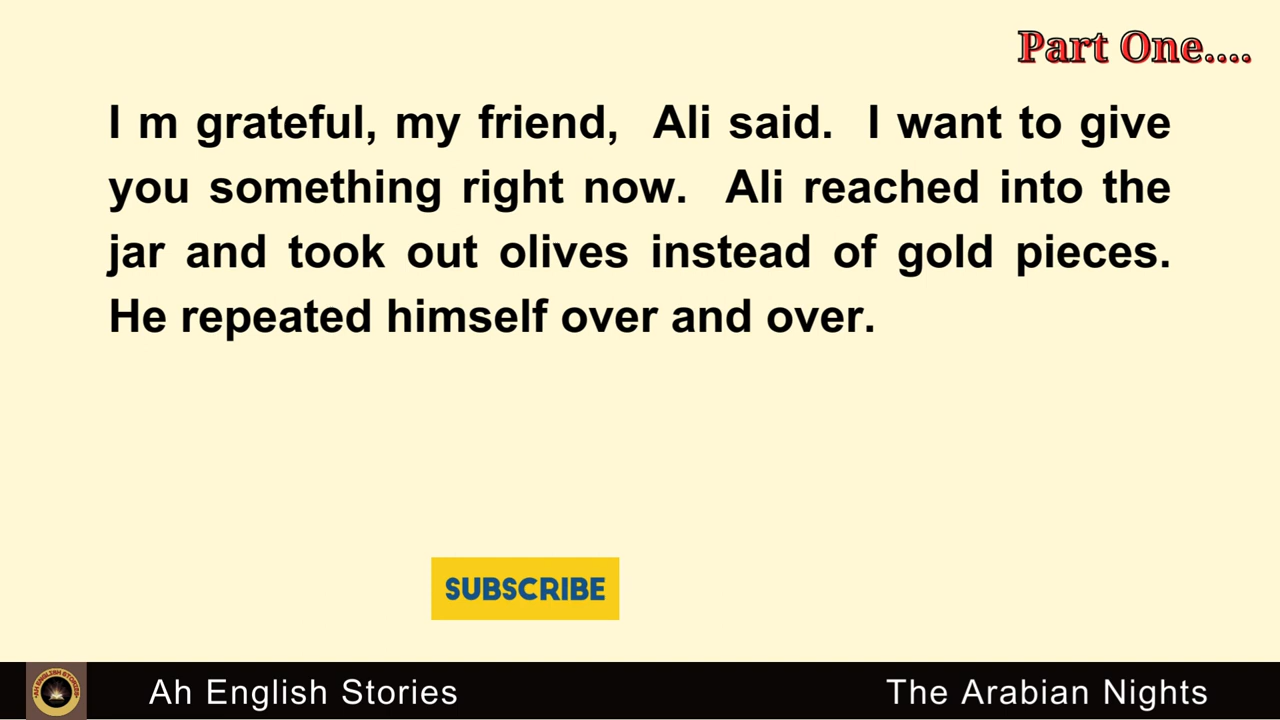 Part One....
I m grateful, my friend,  Ali said.  I want to give
you something right now.  Ali reached into the
jar and took out olives instead of gold pieces.
He repeated himself over and over.
SUBSCRIBE
Ah English Stories
The Arabian Nights